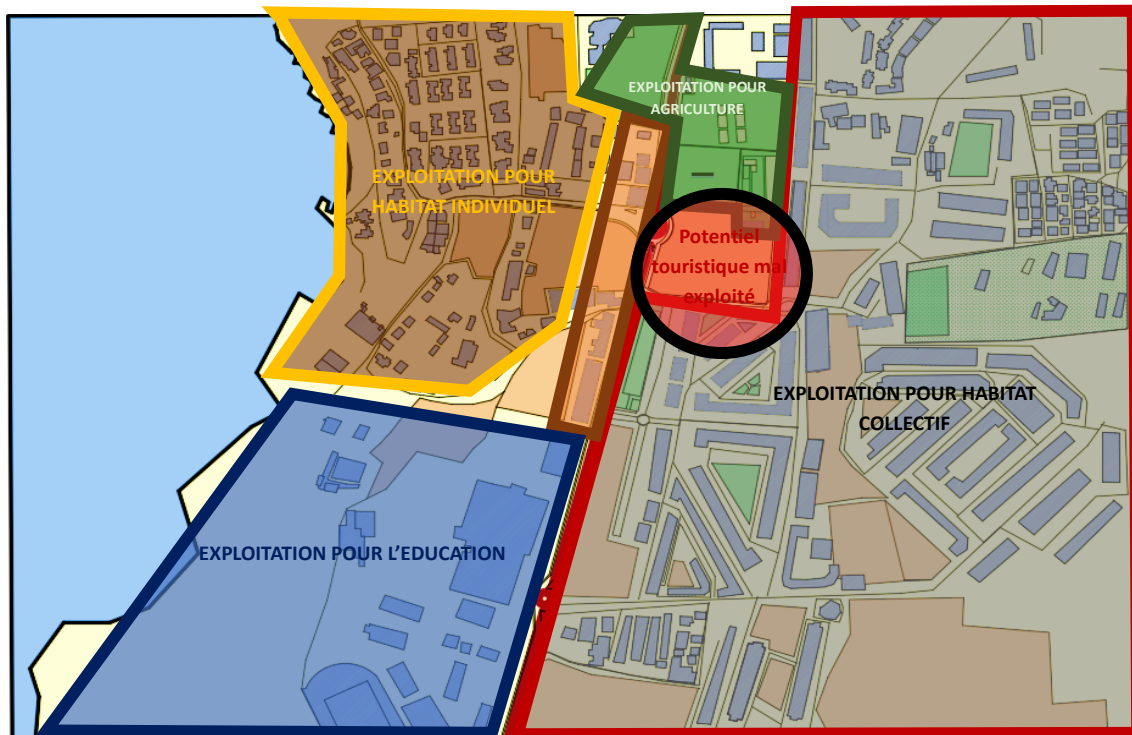 EXPLOITATION POUR
AGRICULTURE
EXPLOITATION POUR
HABITAT INDIVIDUEL
Potentiel
touristique mal
exploité
EXPLOITATION POUR HABITAT
COLLECTIF
EXPLOITATION POUR L’EDUCATION